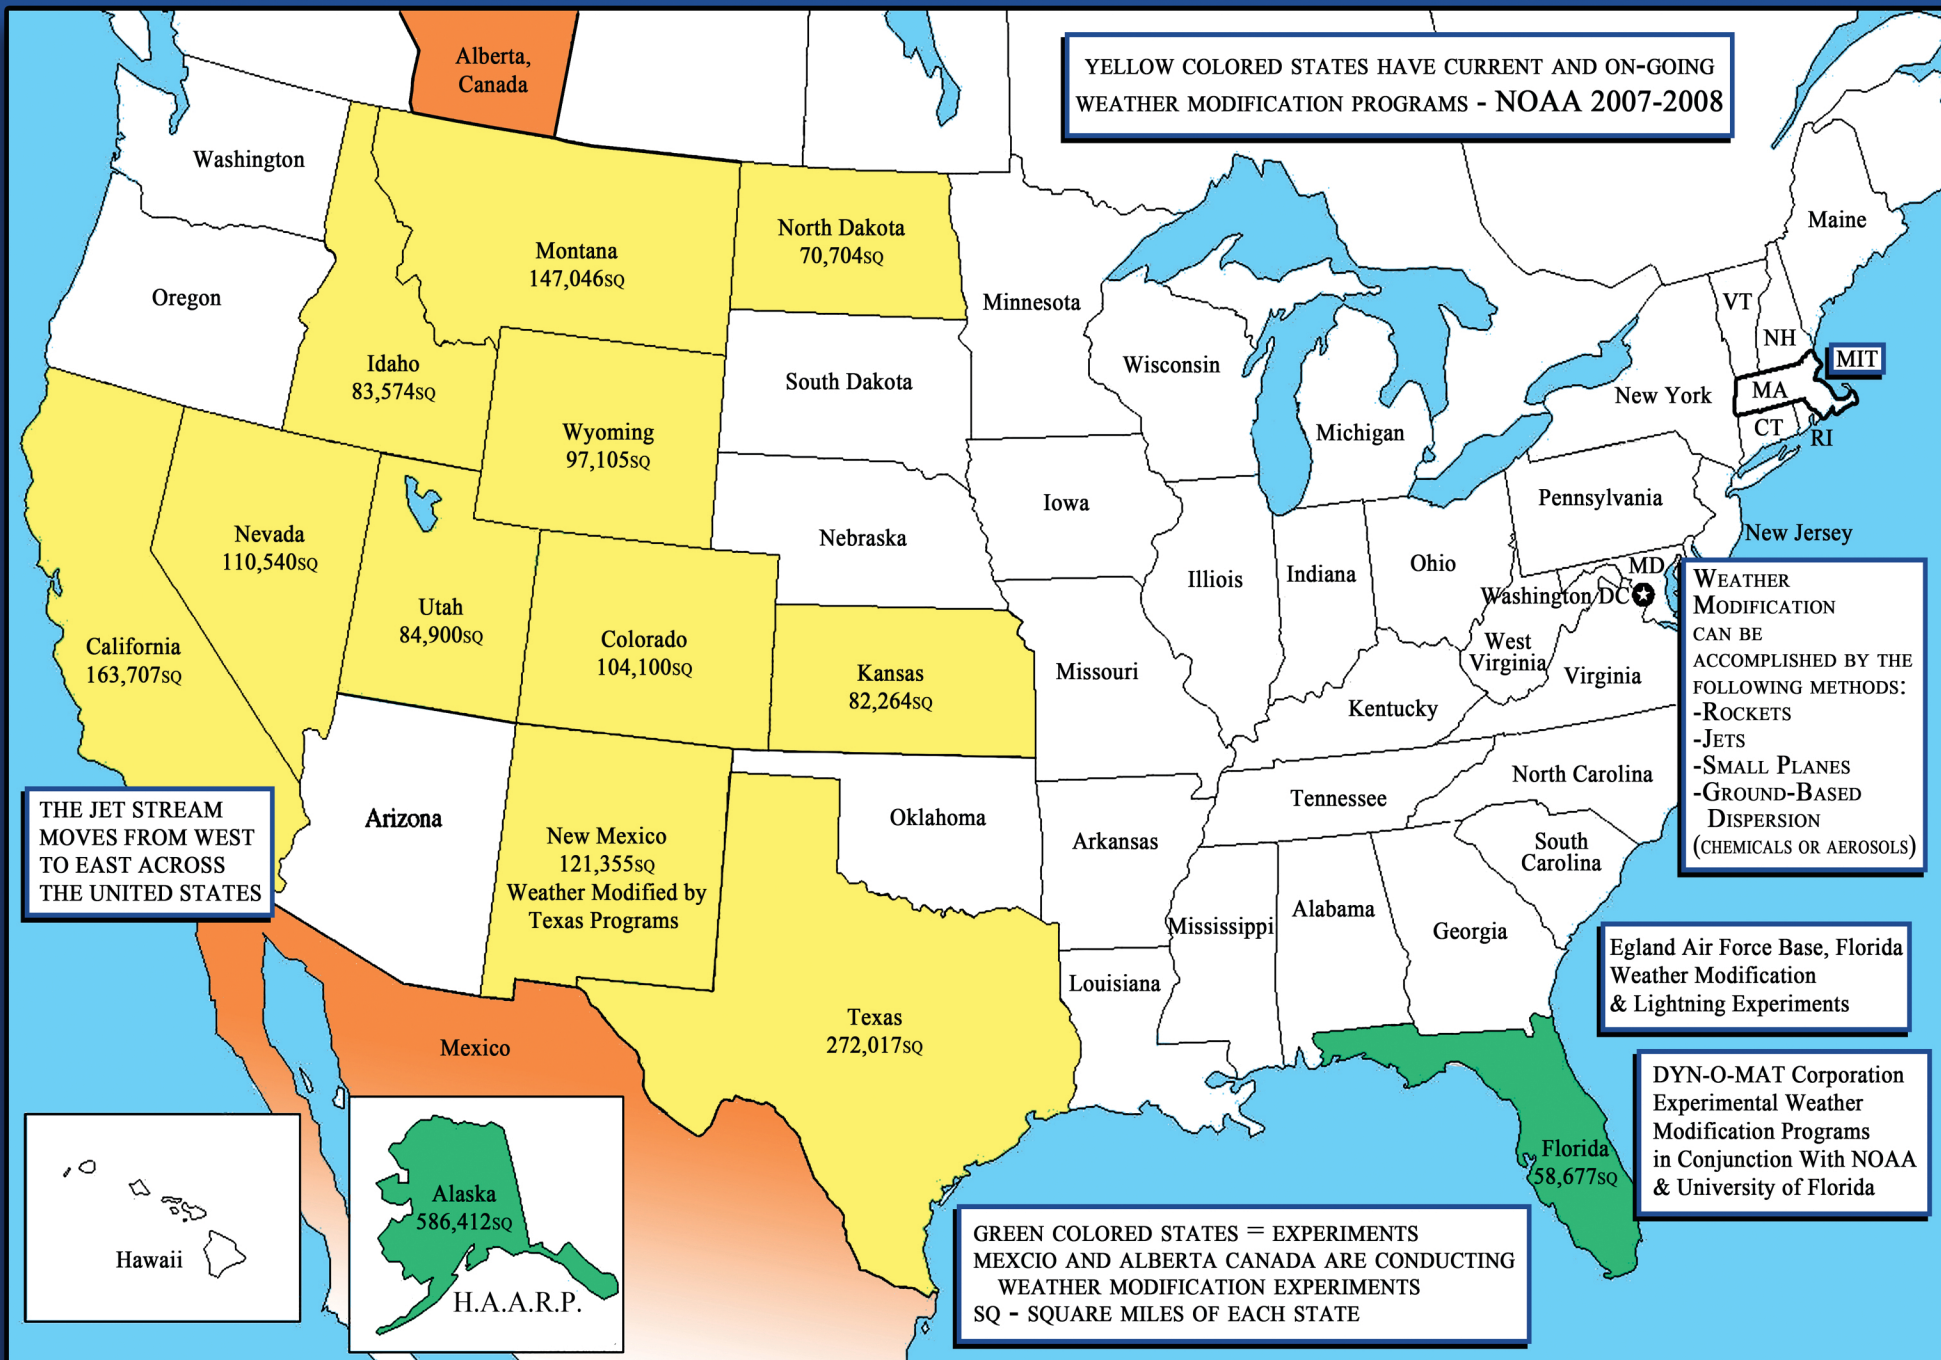 Alberta,
Canada
YELLOW COLORED STATES HAVE CURRENT AND ON-GOING
WEATHER MODIFICATION PROGRAMS - NOAA 2007-2008
Washington
Oregon
Idaho
83,574SQ
Montana
147,046SQ
North Dakota
70,704SQ
South Dakota
Minnesota
Wisconsin
Michigan
New York
VT
NH
Maine
MIT
MA
CT
RI
Wyoming
97,105SQ
Nebraska
Iowa
Illiois
Indiana
Ohio
Pennsylvania
New Jersey
MD
Washington DC
West
Virginia
Virginia
California
163,707SQ
Nevada
110,540SQ
Utah
84,900SQ
Colorado
104,100SQ
Kansas
82,264SQ
Missouri
Kentucky
WEATHER
MODIFICATION
CAN BE
ACCOMPLISHED BY THE
FOLLOWING METHODS:
-ROCKETS
-JETS
-SMALL PLANES
-GROUND-BASED
DISPERSION
(CHEMICALS OR AEROSOLS)
THE JET STREAM
MOVES FROM WEST
TO EAST ACROSS
THE UNITED STATES
Arizona
New Mexico
121,355SQ
Weather Modified by
Texas Programs
Oklahoma
Arkansas
Tennessee
North Carolina
South
Carolina
Mississippi
Alabama
Georgia
Louisiana
Texas
272,017SQ
Mexico
Egland Air Force Base, Florida
Weather Modification
& Lightning Experiments
DYN-O-MAT Corporation
Experimental Weather
Modification Programs
in Conjunction With NOAA
& University of Florida
Florida
58,677SQ
Hawaii
Alaska
586,412SQ
H.A.A.R.P.
GREEN COLORED STATES = EXPERIMENTS
MEXCIO AND ALBERTA CANADA ARE CONDUCTING
WEATHER MODIFICATION EXPERIMENTS
SQ - SQUARE MILES OF EACH STATE